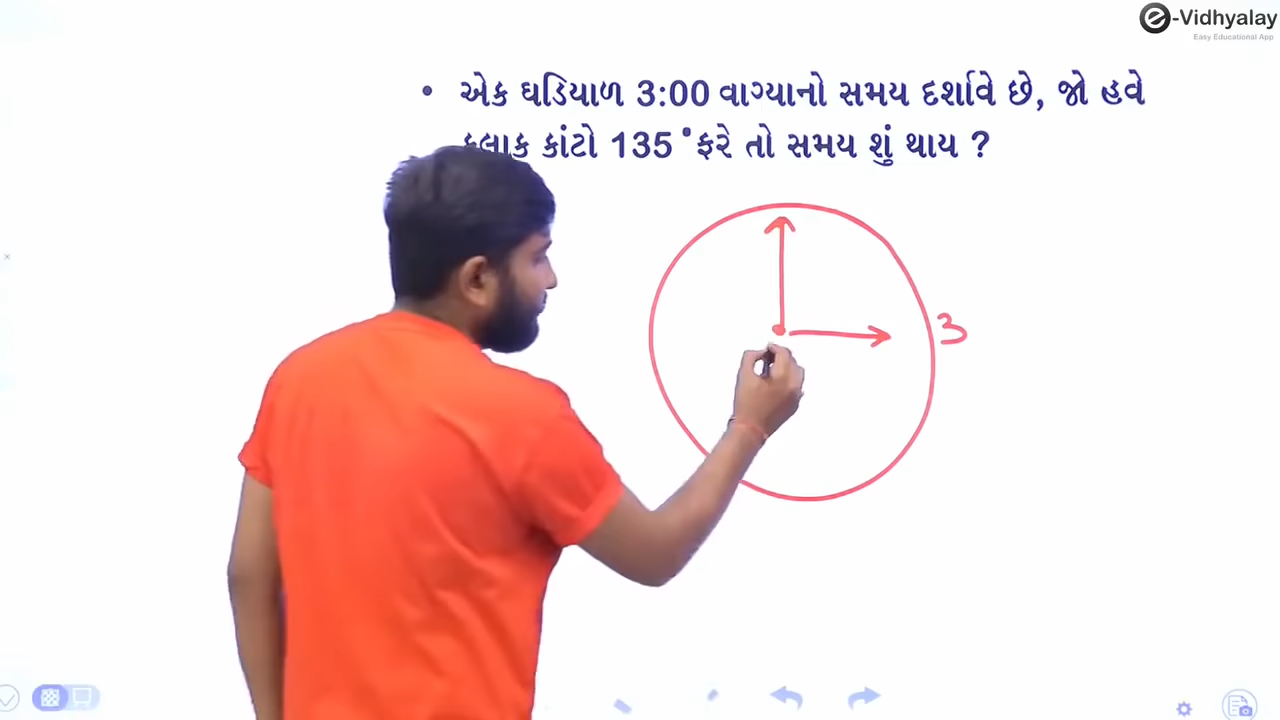 e-Vidhyalay
Easy Educational App
• એક ઘડિયાળ 3:00 વાગ્યાનો સમય દર્શાવે છે, જો હવે
કાંટો 135° ફરે તો સમય શું થાય ?
3